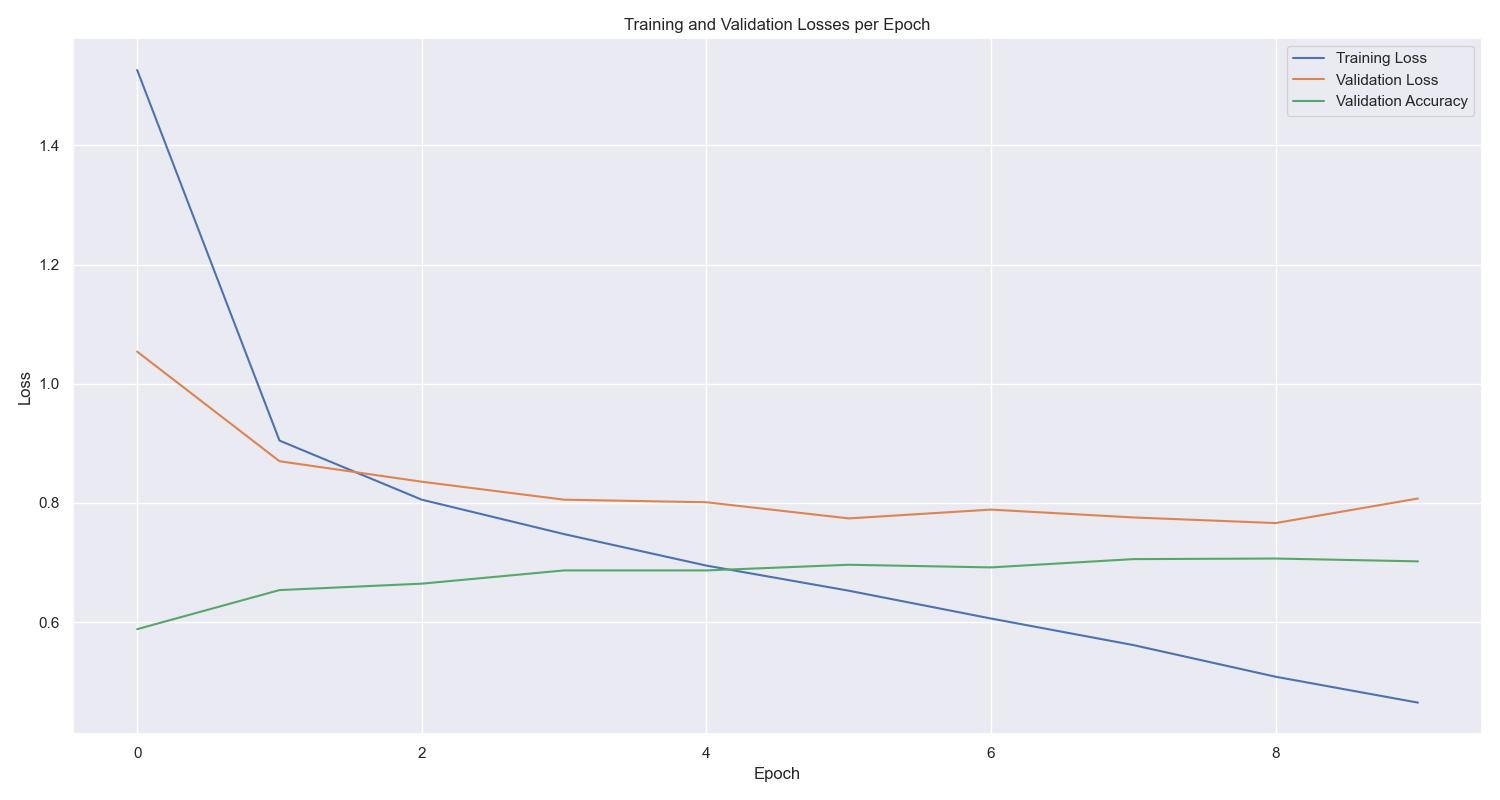 Training and Validation Losses per Epoch
Training Loss
Validation Loss
Validation Accuracy
1.4
1.2
1.0
0.8
0.6
Loss
0 2 4 6 8
Epoch